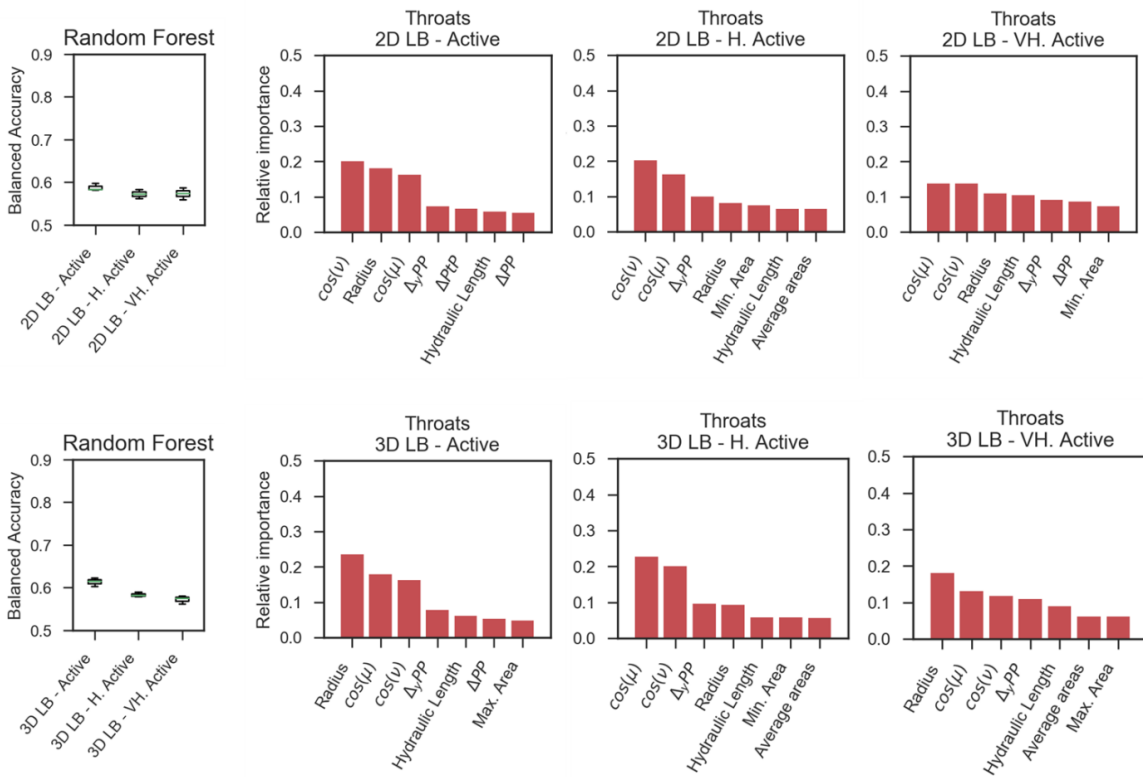 Random Forest
Balanced Accuracy
0.9
0.8
0.7
0.6
0.5
2D LB - Active
2D LB - H. Active
2D LB - VH. Active
Throats
2D LB - Active
Relative importance
0.5
0.4
0.3
0.2
0.1
0.0
cos(ν)
Radius
cos(μ)
ΔyPP
ΔPtP
Hydraulic Length
ΔPP
Throats
2D LB - H. Active
0.5
0.4
0.3
0.2
0.1
0.0
cos(ν)
cos(μ)
ΔyPP
Radius
Min. Area
Hydraulic Length
Average areas
Throats
2D LB - VH. Active
0.5
0.4
0.3
0.2
0.1
0.0
cos(μ)
cos(ν)
Radius
Hydraulic Length
ΔyPP
ΔPP
Min. Area
Random Forest
Balanced Accuracy
0.9
0.8
0.7
0.6
0.5
3D LB - Active
3D LB - H. Active
3D LB - VH. Active
Throats
3D LB - Active
Relative importance
0.5
0.4
0.3
0.2
0.1
0.0
Radius
cos(μ)
cos(ν)
ΔyPP
Hydraulic Length
ΔPP
Max. Area
Throats
3D LB - H. Active
0.5
0.4
0.3
0.2
0.1
0.0
cos(μ)
cos(ν)
ΔyPP
Radius
Hydraulic Length
Min. Area
Average areas
Throats
3D LB - VH. Active
0.5
0.4
0.3
0.2
0.1
0.0
Radius
cos(μ)
cos(ν)
ΔyPP
Hydraulic Length
Average areas
Max. Area